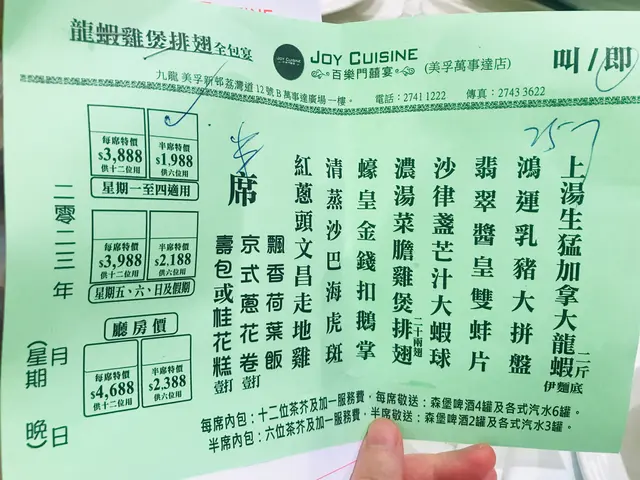 龍蝦雞煲排翅全包宴
JOY CUISINE
百樂門囍宴
(美孚萬事達店)
叫/即
九龍 美孚新邨荔灣道12號B萬事達廣場一樓。 電話：2741 1222 傳真：2743 3622
257
上湯生猛加拿大龍蝦 二斤 伊麵底
鴻運乳豬大拼盤
翡翠醬皇雙蚌片
沙律盞芒汁大蝦球
濃湯菜膽雞煲排翅 二十兩翅
蠔皇金錢扣鵝掌
清蒸沙巴海虎斑
紅蔥頭文昌走地雞
飄香荷葉飯
京式蔥花卷 壹打
壽包或桂花糕 壹打
半席
每席特價
$3,888
供十二位用
半席特價
$1,988
供六位用
星期一至四適用
每席特價
$3,988
供十二位用
半席特價
$2,188
供六位用
星期五、六、日及假期
廳房價
每席特價
$4,688
供十二位用
半席特價
$2,388
供六位用
二零二三年
月
日
(星期
晚)
每席內包：十二位茶芥及加一服務費，每席敬送：森堡啤酒4罐及各式汽水6罐。
半席內包：六位茶芥及加一服務費，半席敬送：森堡啤酒2罐及各式汽水3罐。